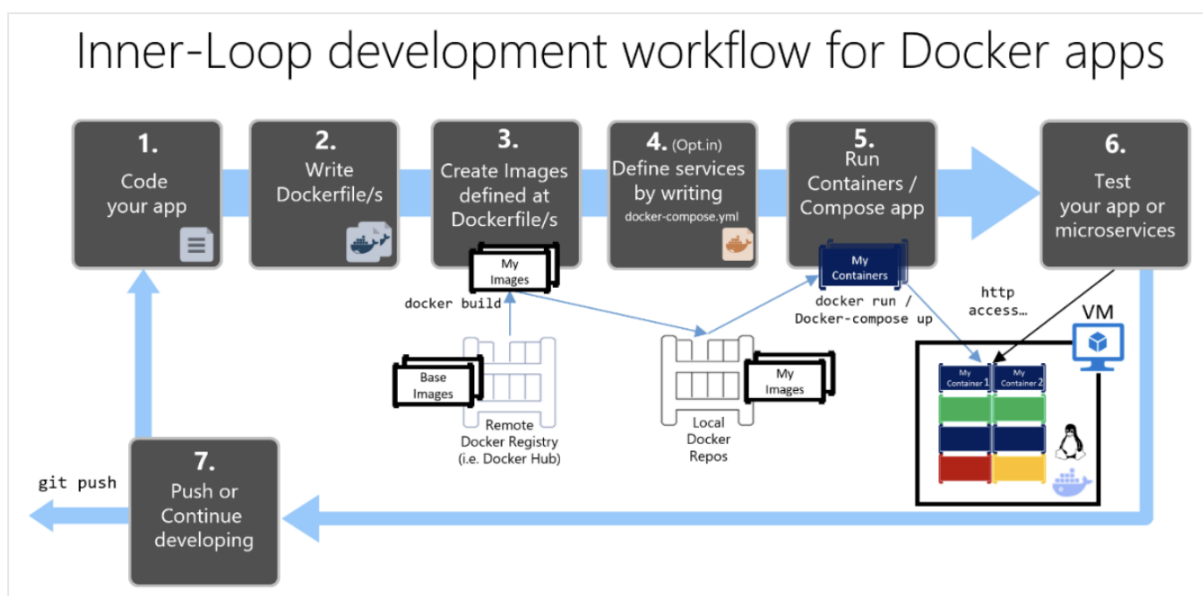 Inner-Loop development workflow for Docker apps
1.
Code
your app
2.
Write
Dockerfile/s
3.
Create Images
defined at
Dockerfile/s
My
Images
4. (Opt.in)
Define services
by writing
docker-compose.yml
5.
Run
Containers /
Compose app
My
Containers
6.
Test
your app or
microservices
docker build
docker run /
Docker-compose up
http
access...
VM
Base
Images
Remote
Docker Registry
(i.e. Docker Hub)
My
Images
Local
Docker
Repos
My
Container 1
My
Container 2
7.
Push or
Continue
developing
git push